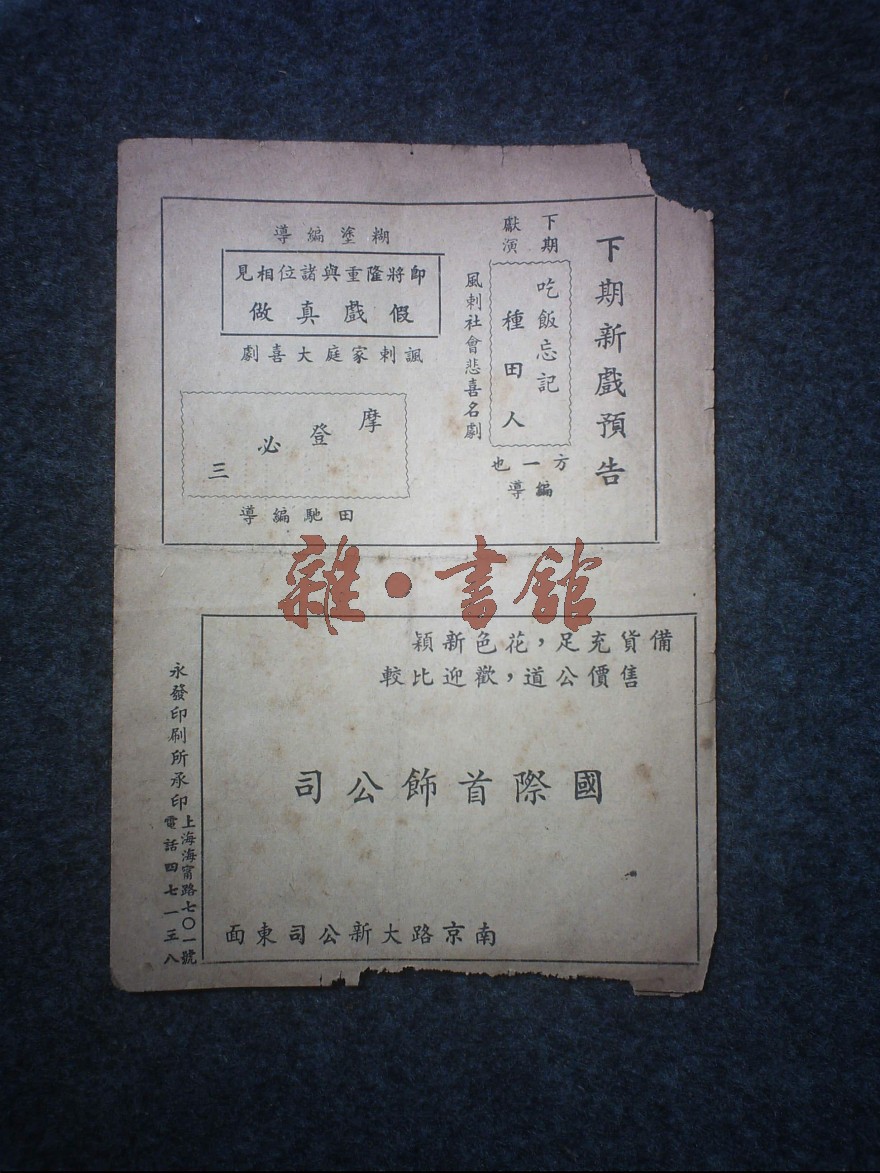 下期新戲預告
下期
獻演
吃飯忘記
種田人
風刺社會悲喜名劇
方一也
編導
糊塗編導
即將隆重與諸位相見
假戲真做
諷刺家庭大喜劇
摩登必三
田馳編導
雜·書館
備貨充足，花色新穎
售價公道，歡迎比較
國際首飾公司
南京路大新公司東面
永發印刷所承印
上海海甯路七〇一號
電話四七一三八